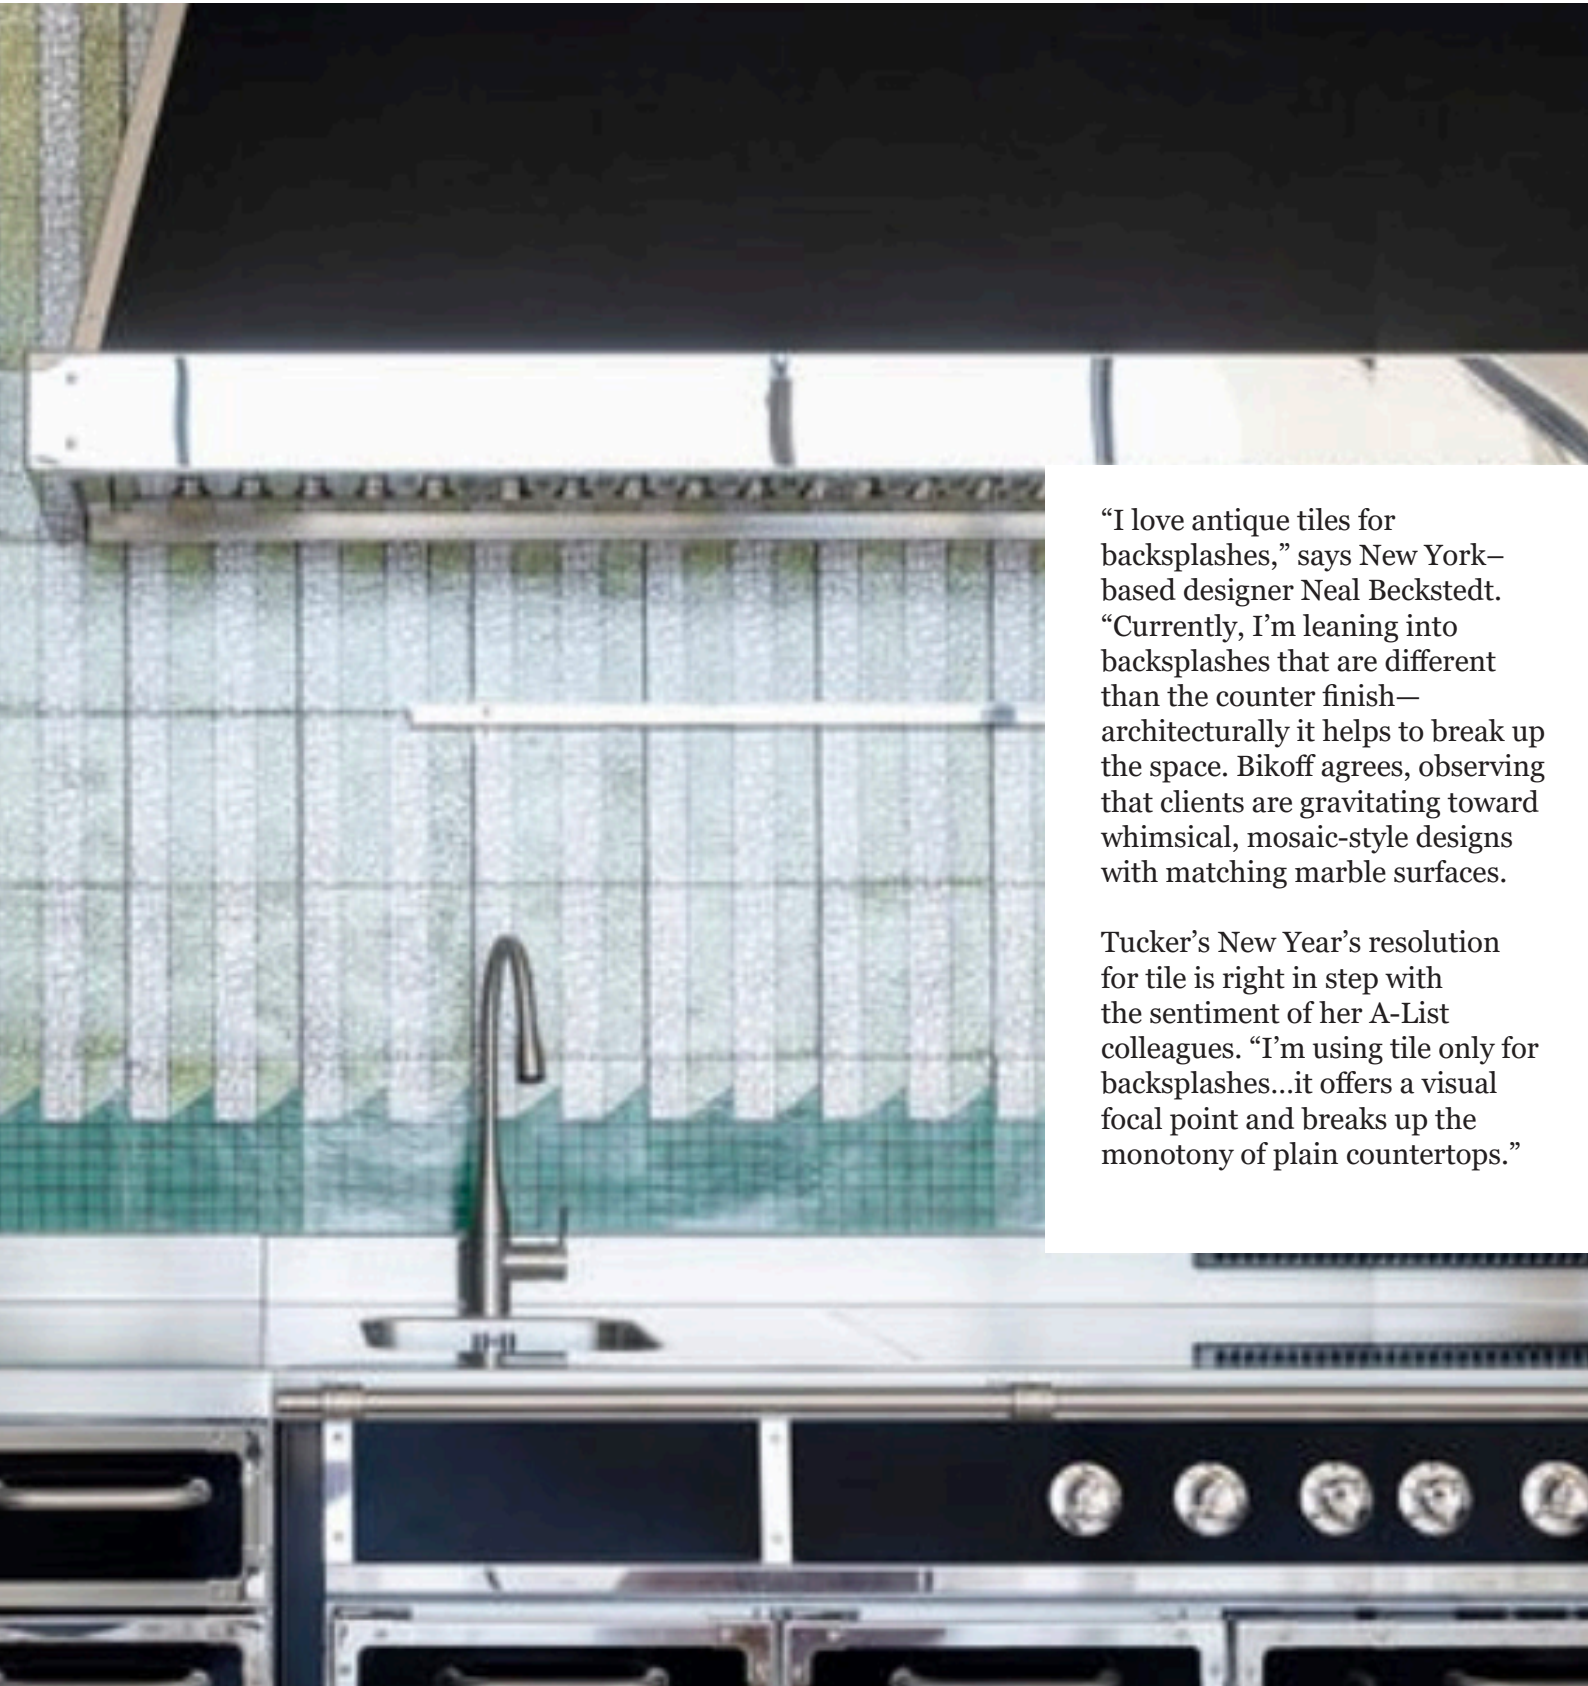 “I love antique tiles for
backsplashes,” says New York–
based designer Neal Beckstedt.
“Currently, I’m leaning into
backsplashes that are different
than the counter finish—
architecturally it helps to break up
the space. Bikoff agrees, observing
that clients are gravitating toward
whimsical, mosaic-style designs
with matching marble surfaces.
Tucker’s New Year’s resolution
for tile is right in step with
the sentiment of her A-List
colleagues. “I’m using tile only for
backsplashes...it offers a visual
focal point and breaks up the
monotony of plain countertops.”